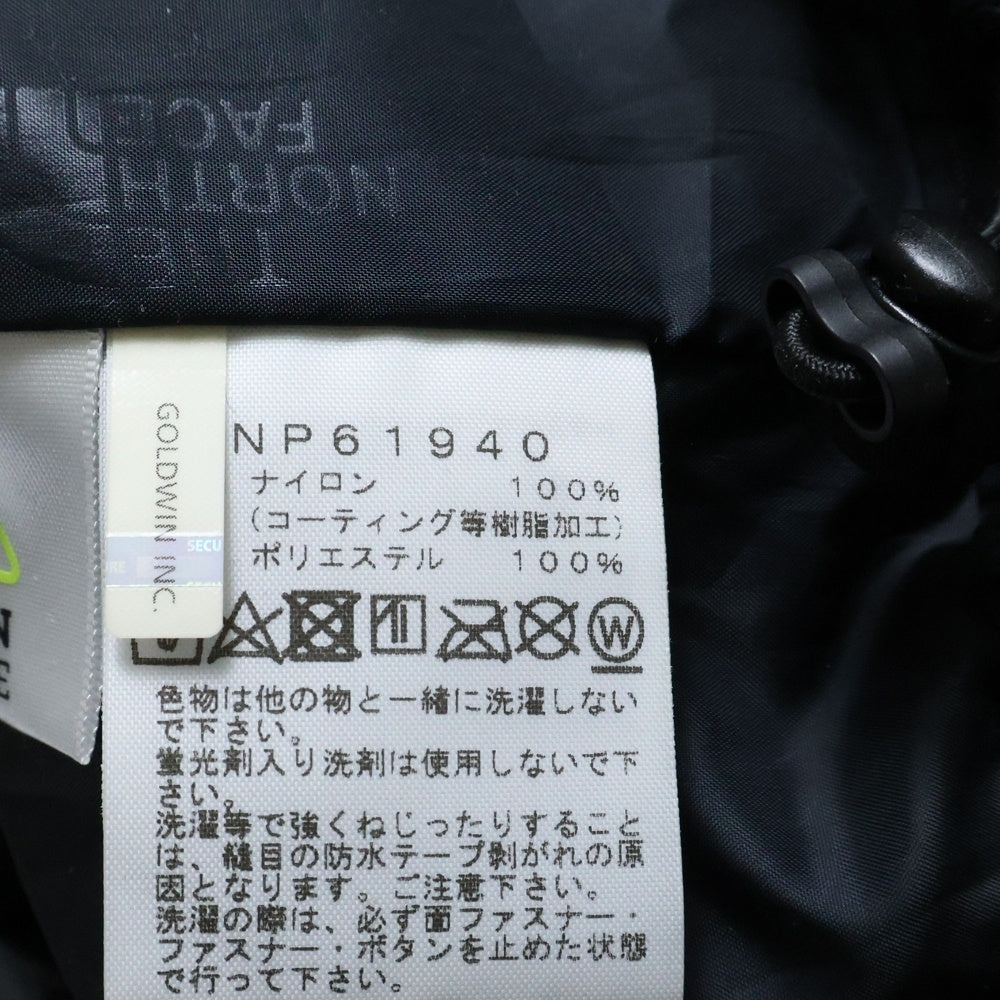 THE
NORTH
FACE
GOLDWIN INC.
SECU
NP61940
ナイロン 100%
(コーティング等樹脂加工)
ポリエステル 100%
W
色物は他の物と一緒に洗濯しない
で下さい。
蛍光剤入り洗剤は使用しないで下
さい。
洗濯等で強くねじったりすること
は、縫目の防水テープ剥がれの原
因となります。ご注意下さい。
洗濯の際は、必ず面ファスナー・
ファスナー・ボタンを止めた状態
で行って下さい。